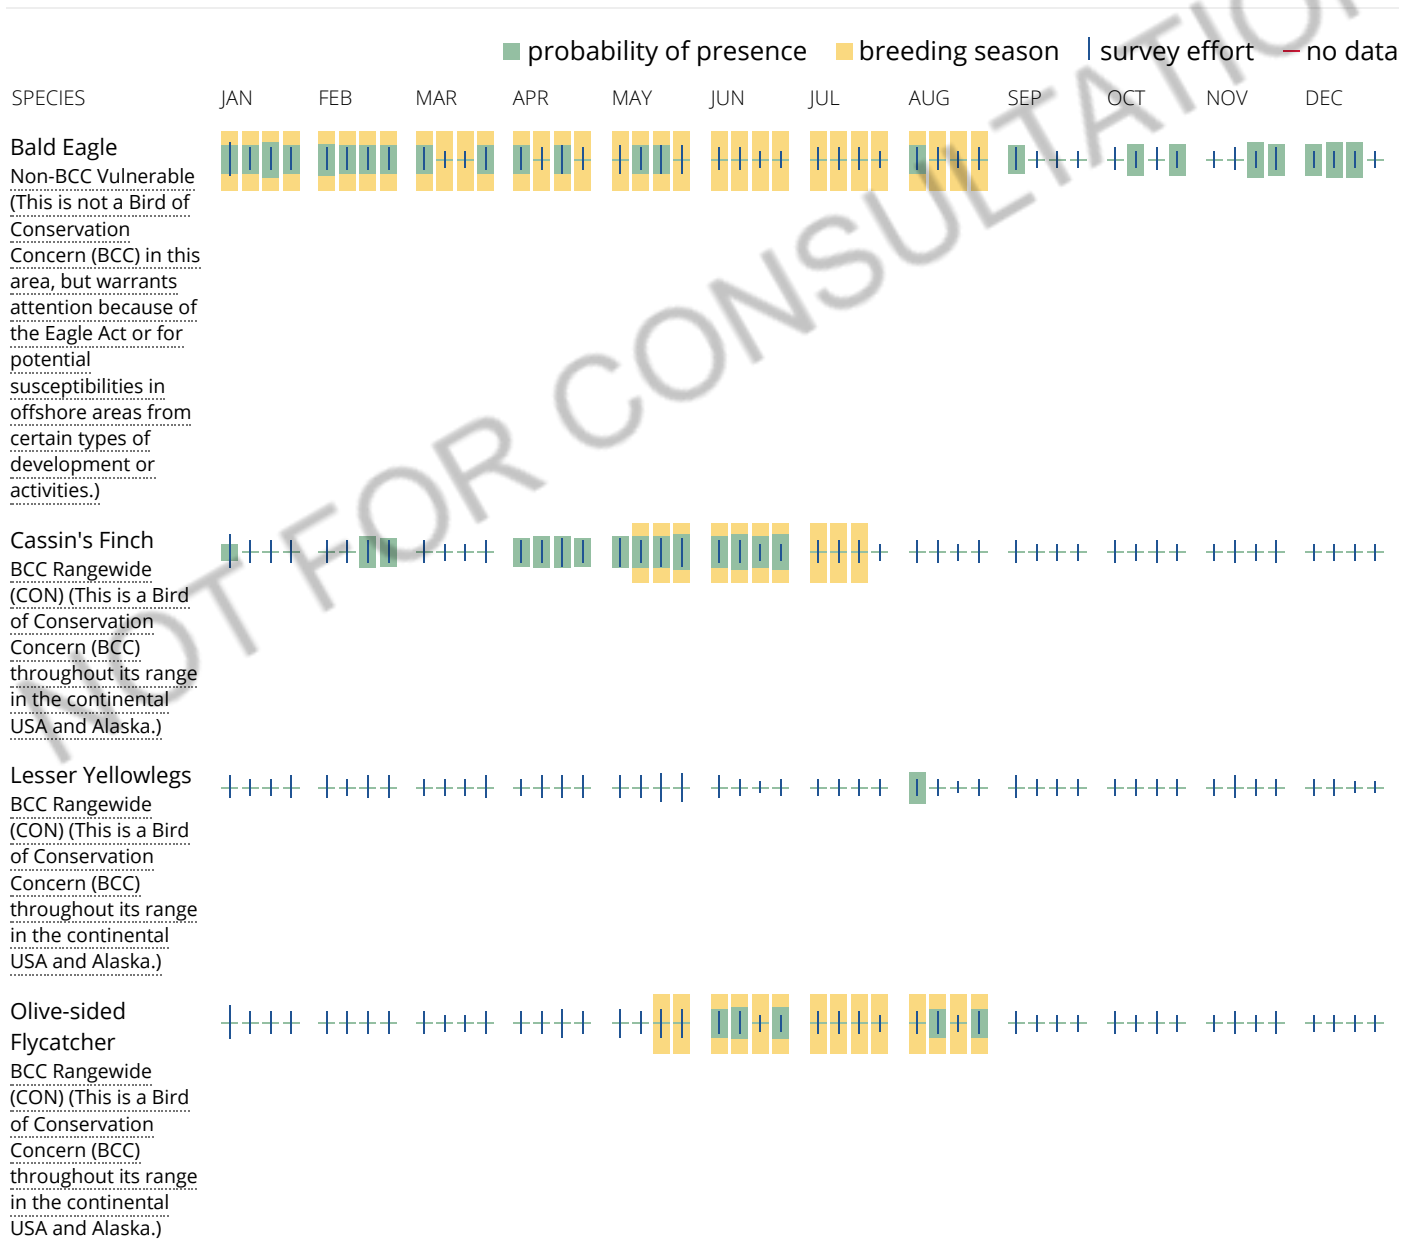 probability of presence breeding season survey effort no data
SPECIES JAN FEB MAR APR MAY JUN JUL AUG SEP OCT NOV DEC
Bald Eagle
Non-BCC Vulnerable
(This is not a Bird of
Conservation
Concern (BCC) in this
area, but warrants
attention because of
the Eagle Act or for
potential
susceptibilities in
offshore areas from
certain types of
development or
activities.)
Cassin's Finch
BCC Rangewide
(CON) (This is a Bird
of Conservation
Concern (BCC)
throughout its range
in the continental
USA and Alaska.)
Lesser Yellowlegs
BCC Rangewide
(CON) (This is a Bird
of Conservation
Concern (BCC)
throughout its range
in the continental
USA and Alaska.)
Olive-sided
Flycatcher
BCC Rangewide
(CON) (This is a Bird
of Conservation
Concern (BCC)
throughout its range
in the continental
USA and Alaska.)
NOT FOR CONSULTATIO